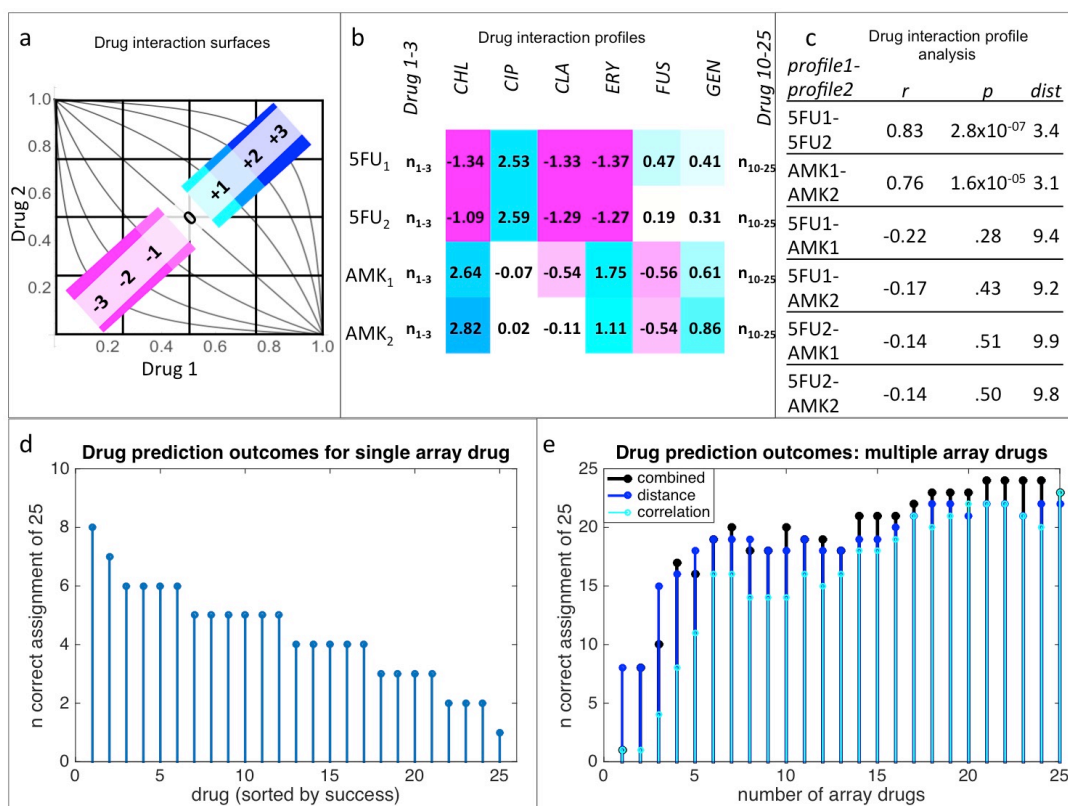 a
Drug interaction surfaces
1.0
0.8
0.6
0.4
0.2
0.2 0.4 0.6 0.8 1.0
Drug 2
Drug 1
-3 -2 -1 0 +1 +2 +3
b
Drug interaction profiles
Drug 1-3 CHL CIP CLA ERY FUS GEN Drug 10-25
5FU1 n1-3 -1.34 2.53 -1.33 -1.37 0.47 0.41 n10-25
5FU2 n1-3 -1.09 2.59 -1.29 -1.27 0.19 0.31 n10-25
AMK1 n1-3 2.64 -0.07 -0.54 1.75 -0.56 0.61 n10-25
AMK2 n1-3 2.82 0.02 -0.11 1.11 -0.54 0.86 n10-25
c
Drug interaction profile
analysis
profile1-
profile2 r p dist
5FU1-
5FU2 0.83 2.8x10-07 3.4
AMK1-
AMK2 0.76 1.6x10-05 3.1
5FU1-
AMK1 -0.22 .28 9.4
5FU1-
AMK2 -0.17 .43 9.2
5FU2-
AMK1 -0.14 .51 9.9
5FU2-
AMK2 -0.14 .50 9.8
d
Drug prediction outcomes for single array drug
n correct assignment of 25
10
8
6
4
2
0
0 5 10 15 20 25
drug (sorted by success)
e
Drug prediction outcomes: multiple array drugs
combined
distance
correlation
n correct assignment of 25
25
20
15
10
5
0
0 5 10 15 20 25
number of array drugs